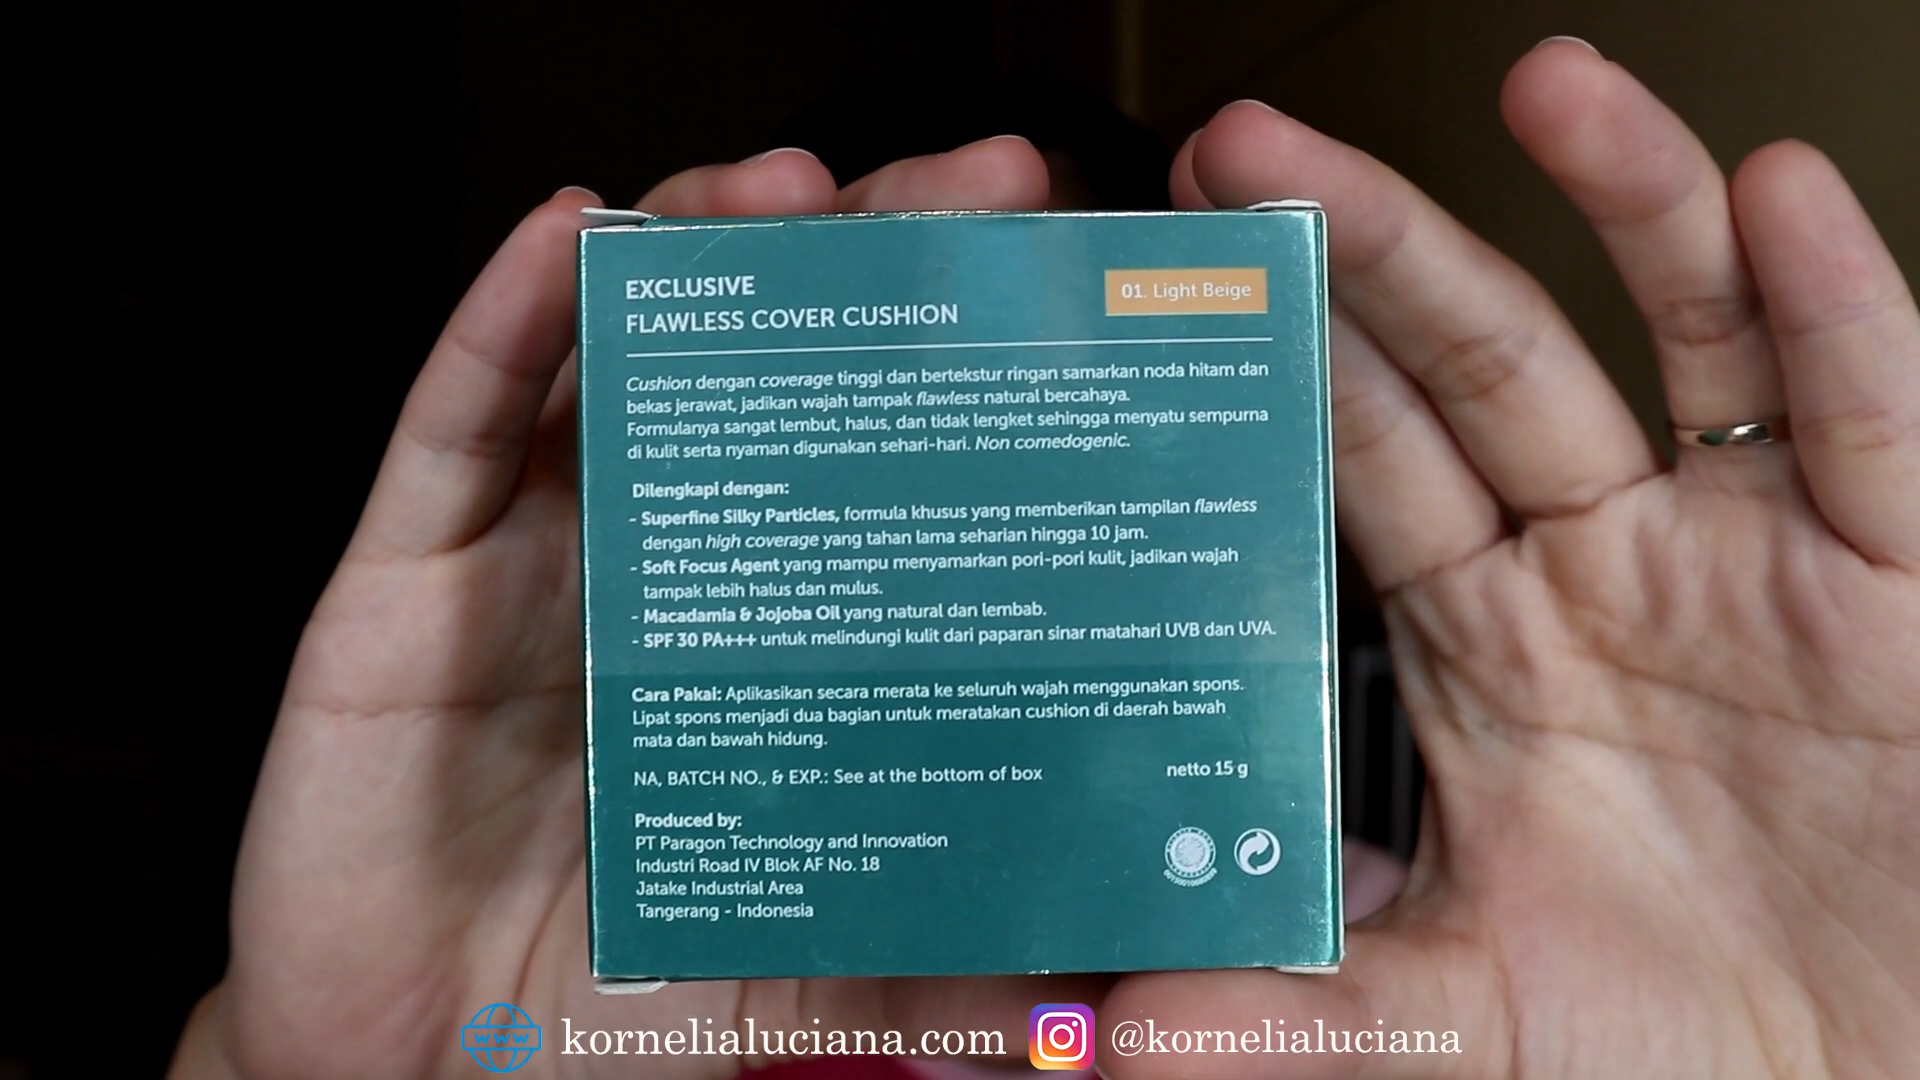 EXCLUSIVE
FLAWLESS COVER CUSHION
01. Light Beige
Cushion dengan coverage tinggi dan bertekstur ringan samarkan noda hitam dan
bekas jerawat, jadikan wajah tampak flawless natural bercahaya.
Formulanya sangat lembut, halus, dan tidak lengket sehingga menyatu sempurna
di kulit serta nyaman digunakan sehari-hari. Non comedogenic.
Dilengkapi dengan:
- Superfine Silky Particles, formula khusus yang memberikan tampilan flawless
dengan high coverage yang tahan lama seharian hingga 10 jam.
- Soft Focus Agent yang mampu menyamarkan pori-pori kulit, jadikan wajah
tampak lebih halus dan mulus.
- Macadamia & Jojoba Oil yang natural dan lembab.
- SPF 30 PA+++ untuk melindungi kulit dari paparan sinar matahari UVB dan UVA.
Cara Pakai: Aplikasikan secara merata ke seluruh wajah menggunakan spons.
Lipat spons menjadi dua bagian untuk meratakan cushion di daerah bawah
mata dan bawah hidung.
NA, BATCH NO., & EXP.: See at the bottom of box
netto 15 g
Produced by:
PT Paragon Technology and Innovation
Industri Road IV Blok AF No. 18
Jatake Industrial Area
Tangerang - Indonesia
www
kornelialuciana.com
@kornelialuciana